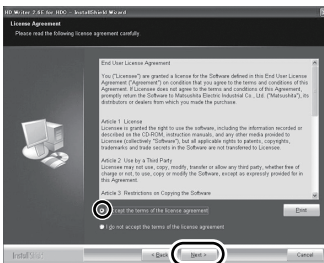 HD Writer 2.6E for HDC - InstallShield Wizard
License Agreement
Please read the following license agreement carefully.
End User License Agreement
You ("Licensee") are granted a license for the Software defined in this End User License
Agreement ("Agreement") on condition that you agree to the terms and conditions of this
Agreement. If Licensee does not agree to the terms and conditions of this Agreement,
promptly return the Software to Matsushita Electric Industrial Co., Ltd. ("Matsushita"), its
distributors or dealers from which you made the purchase.
Article 1 License
Licensee is granted the right to use the software, including the information recorded or
described on the CD-ROM, instruction manuals, and any other media provided to
Licensee (collectively "Software"), but all applicable rights to patents, copyrights,
trademarks and trade secrets in the Software are not transferred to Licensee.
Article 2 Use by a Third Party
Licensee may not use, copy, modify, transfer or allow any third party, whether free of
charge or not, to use, copy or modify the Software, except as expressly provided for in
this Agreement.
Article 3 Restrictions on Copying the Software
accept the terms of the license agreement
Print
I do not accept the terms of the license agreement
InstallShield
< Back
Next >
Cancel